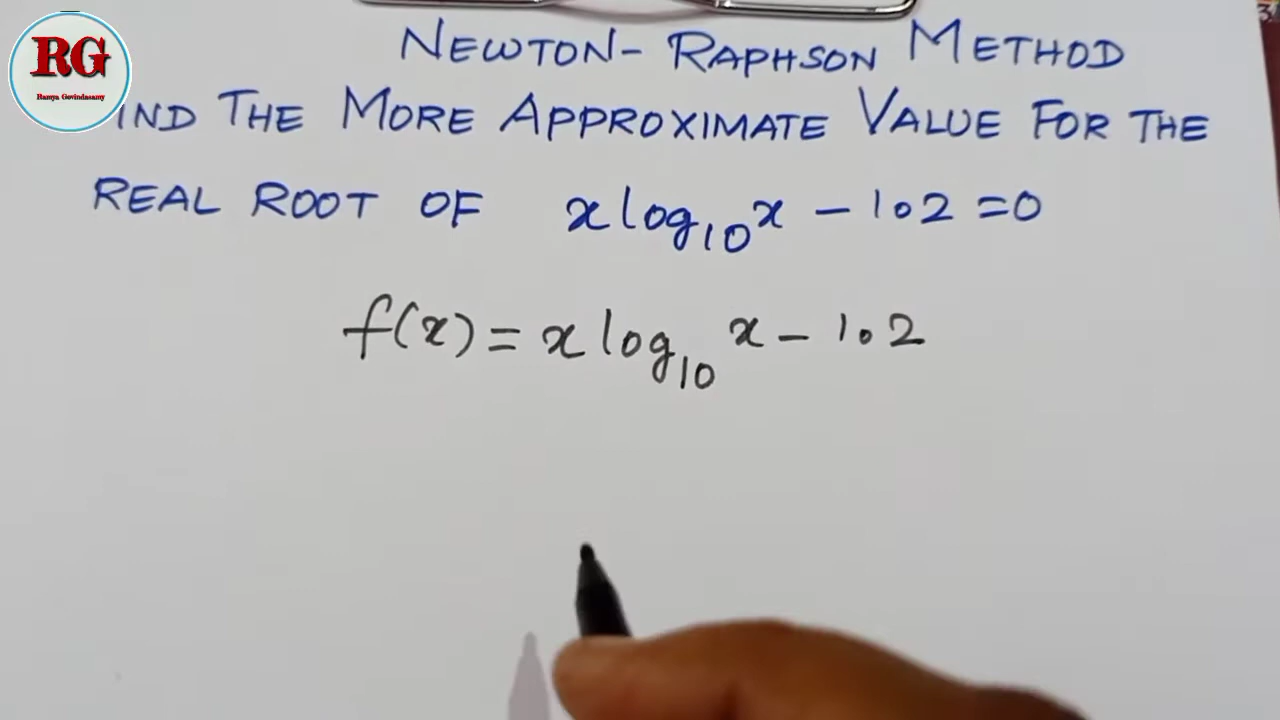 RG
Ramya Govindasamy
NEWTON-RAPHSON METHOD
IND THE MORE APPROXIMATE VALUE FOR THE
REAL ROOT OF x log₁₀x - 1.2 = 0
f(x) = x log₁₀ x - 1.2